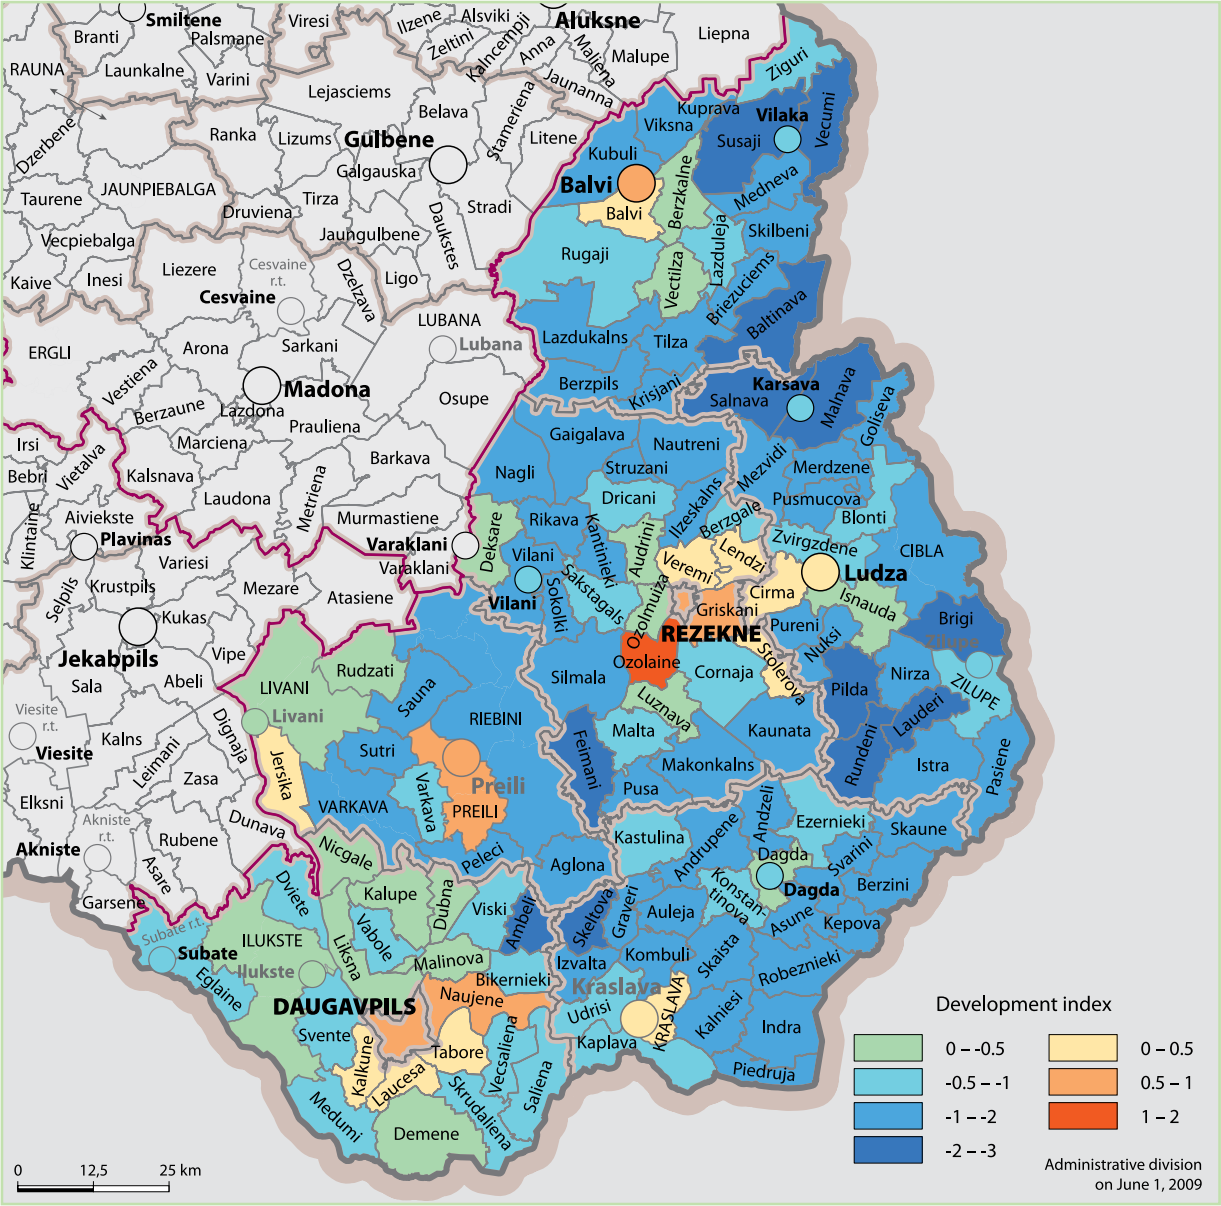 Smiltene
Branti
Palsmane
Viresi
Ilzene
Alsviki
Aluksne
Liepna
Zeltini
Kalncempji
Anna
Maliena
Malupe
Ziguri
RAUNA
Launkalne
Varini
Jaunanna
Lejasciems
Belava
Stameriena
Kuprava
Vilaka
Vecumi
Viksna
Susaji
Dzerbene
Ranka
Lizums
Gulbene
Litene
Kubuli
Galgauska
Balvi
Berzkalne
Medneva
JAUNPIEBALGA
Taurene
Druviena
Tirza
Stradi
Balvi
Daukstes
Jaungulbene
Skilbeni
Vecpiebalga
Lazduleja
Rugaji
Liezere
Cesvaine
r.t.
Kaive
Inesi
Dzelzava
Ligo
Vectilza
Briezuciems
Cesvaine
Baltinava
LUBANA
ERGLI
Arona
Sarkani
Lubana
Lazdukalns
Tilza
Vestiena
Madona
Berzpils
Krisjani
Karsava
Salnava
Malnava
Berzaune
Lazdona
Osupe
Goliseva
Prauliena
Irsi
Marciena
Gaigalava
Nautreni
Vietalva
Barkava
Mezvidi
Bebri
Kalsnava
Nagli
Struzani
Merdzene
Laudona
Metriena
Dricani
Ilzeskalns
Pusmucova
Klintaine
Aiviekste
Murmastiene
Deksare
Rikava
Kantinieki
Berzgale
Blonti
Plavinas
Varaklani
Audrini
Zvirgzdene
CIBLA
Variesi
Varaklani
Vilani
Lendzi
Veremi
Ludza
Selpils
Krustpils
Mezare
Sakstagals
Cirma
Atasiene
Vilani
Sokolki
Ozolmuiza
Griskani
Isnauda
Kukas
Brigi
Pureni
REZEKNE
Zilupe
Jekabpils
Vipe
Nuksi
Ozolaine
Stolerova
Rudzati
Sala
Abeli
LIVANI
Silmala
Cornaja
Nirza
ZILUPE
Pilda
Sauna
Viesite
r.t.
Livani
RIEBINI
Luznava
Lauderi
Dignaja
Malta
Kaunata
Viesite
Kalns
Leimani
Sutri
Feimani
Rundeni
Istra
Pasiene
Zasa
Jersika
Makonkalns
Preili
Elksni
Varkava
Pusa
VARKAVA
PREILI
Akniste
r.t.
Dunava
Andzeli
Ezernieki
Skaune
Rubene
Kastulina
Andrupene
Akniste
Nicgale
Peleci
Dagda
Svarini
Asare
Aglona
Dagda
Berzini
Garsene
Dviete
Kalupe
Dubna
Viski
Ambeli
Skeltova
Graveri
Auleja
Konstan-
tinova
Asune
Kepova
Subate r.t.
Vabole
ILUKSTE
Subate
Liksna
Skaista
Malinova
Izvalta
Kombuli
Robeznieki
Eglaine
Ilukste
Bikernieki
Kraslava
Naujene
DAUGAVPILS
Udrisi
KRASLAVA
Kalniesi
Indra
Svente
Tabore
Kaplava
Kalkune
Vecsaliena
Piedruja
Laucesa
Saliena
Skrudaliena
Medumi
Demene
Development index
0 – -0.5
0 – 0.5
-0.5 – -1
0.5 – 1
-1 – -2
1 – 2
-2 – -3
Administrative division
on June 1, 2009
0 12,5 25 km